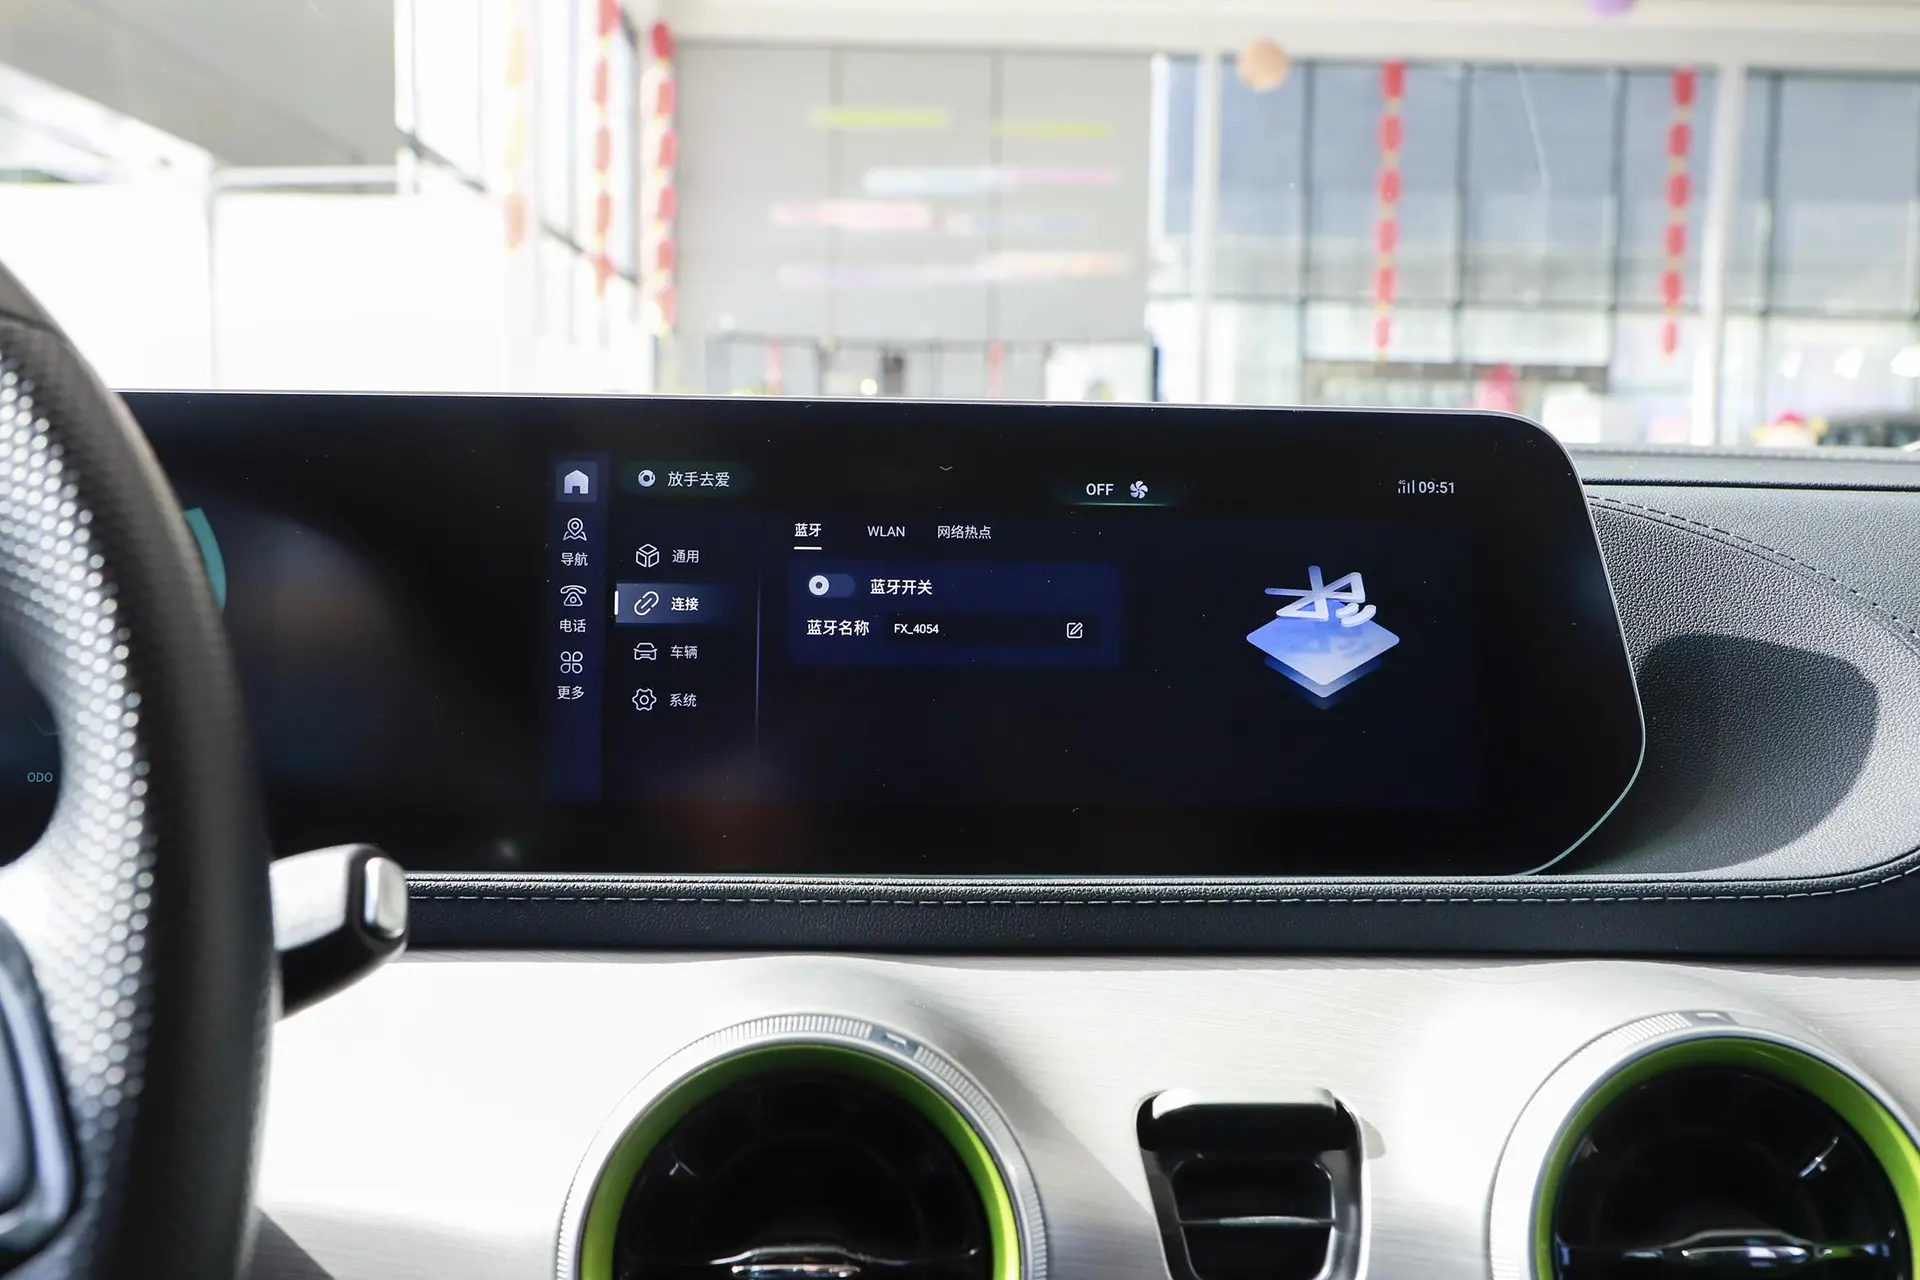 放手去爱
OFF
4G 09:51
导航
电话
更多
通用
连接
车辆
系统
蓝牙 WLAN 网络热点
蓝牙开关
蓝牙名称 FX_4054
ODO